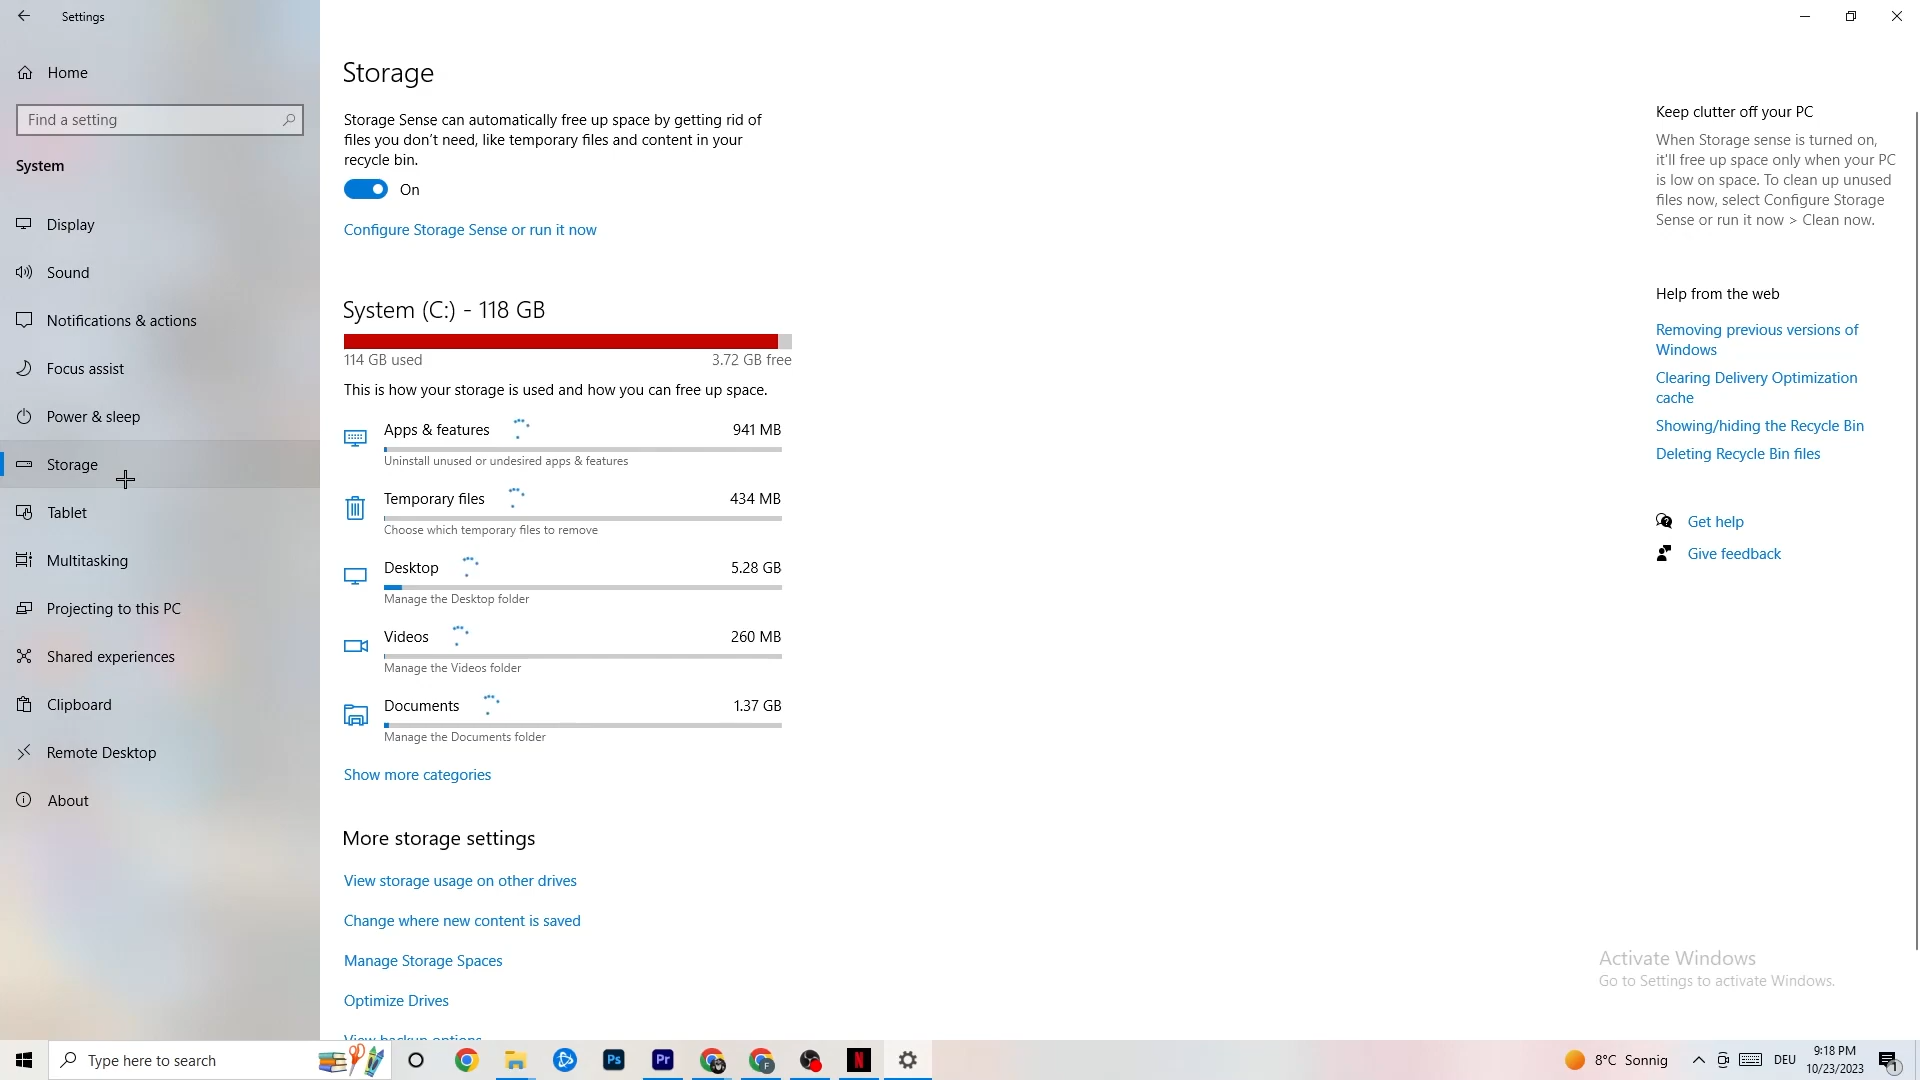 Settings
Home
Find a setting
System
Display
Sound
Notifications & actions
Focus assist
Power & sleep
Storage
Tablet
Multitasking
Projecting to this PC
Shared experiences
Clipboard
Remote Desktop
About
Storage
Storage Sense can automatically free up space by getting rid of
files you don't need, like temporary files and content in your
recycle bin.
On
Configure Storage Sense or run it now
System (C:) - 118 GB
114 GB used 3.72 GB free
This is how your storage is used and how you can free up space.
Apps & features 941 MB
Uninstall unused or undesired apps & features
Temporary files 434 MB
Choose which temporary files to remove
Desktop 5.28 GB
Manage the Desktop folder
Videos 260 MB
Manage the Videos folder
Documents 1.37 GB
Manage the Documents folder
Show more categories
More storage settings
View storage usage on other drives
Change where new content is saved
Manage Storage Spaces
Optimize Drives
View backup options
Keep clutter off your PC
When Storage sense is turned on,
it'll free up space only when your PC
is low on space. To clean up unused
files now, select Configure Storage
Sense or run it now > Clean now.
Help from the web
Removing previous versions of
Windows
Clearing Delivery Optimization
cache
Showing/hiding the Recycle Bin
Deleting Recycle Bin files
Get help
Give feedback
Activate Windows
Go to Settings to activate Windows.
Type here to search
Ps
Pr
F
N
8°C Sonnig
DEU
9:18 PM
10/23/2023
1